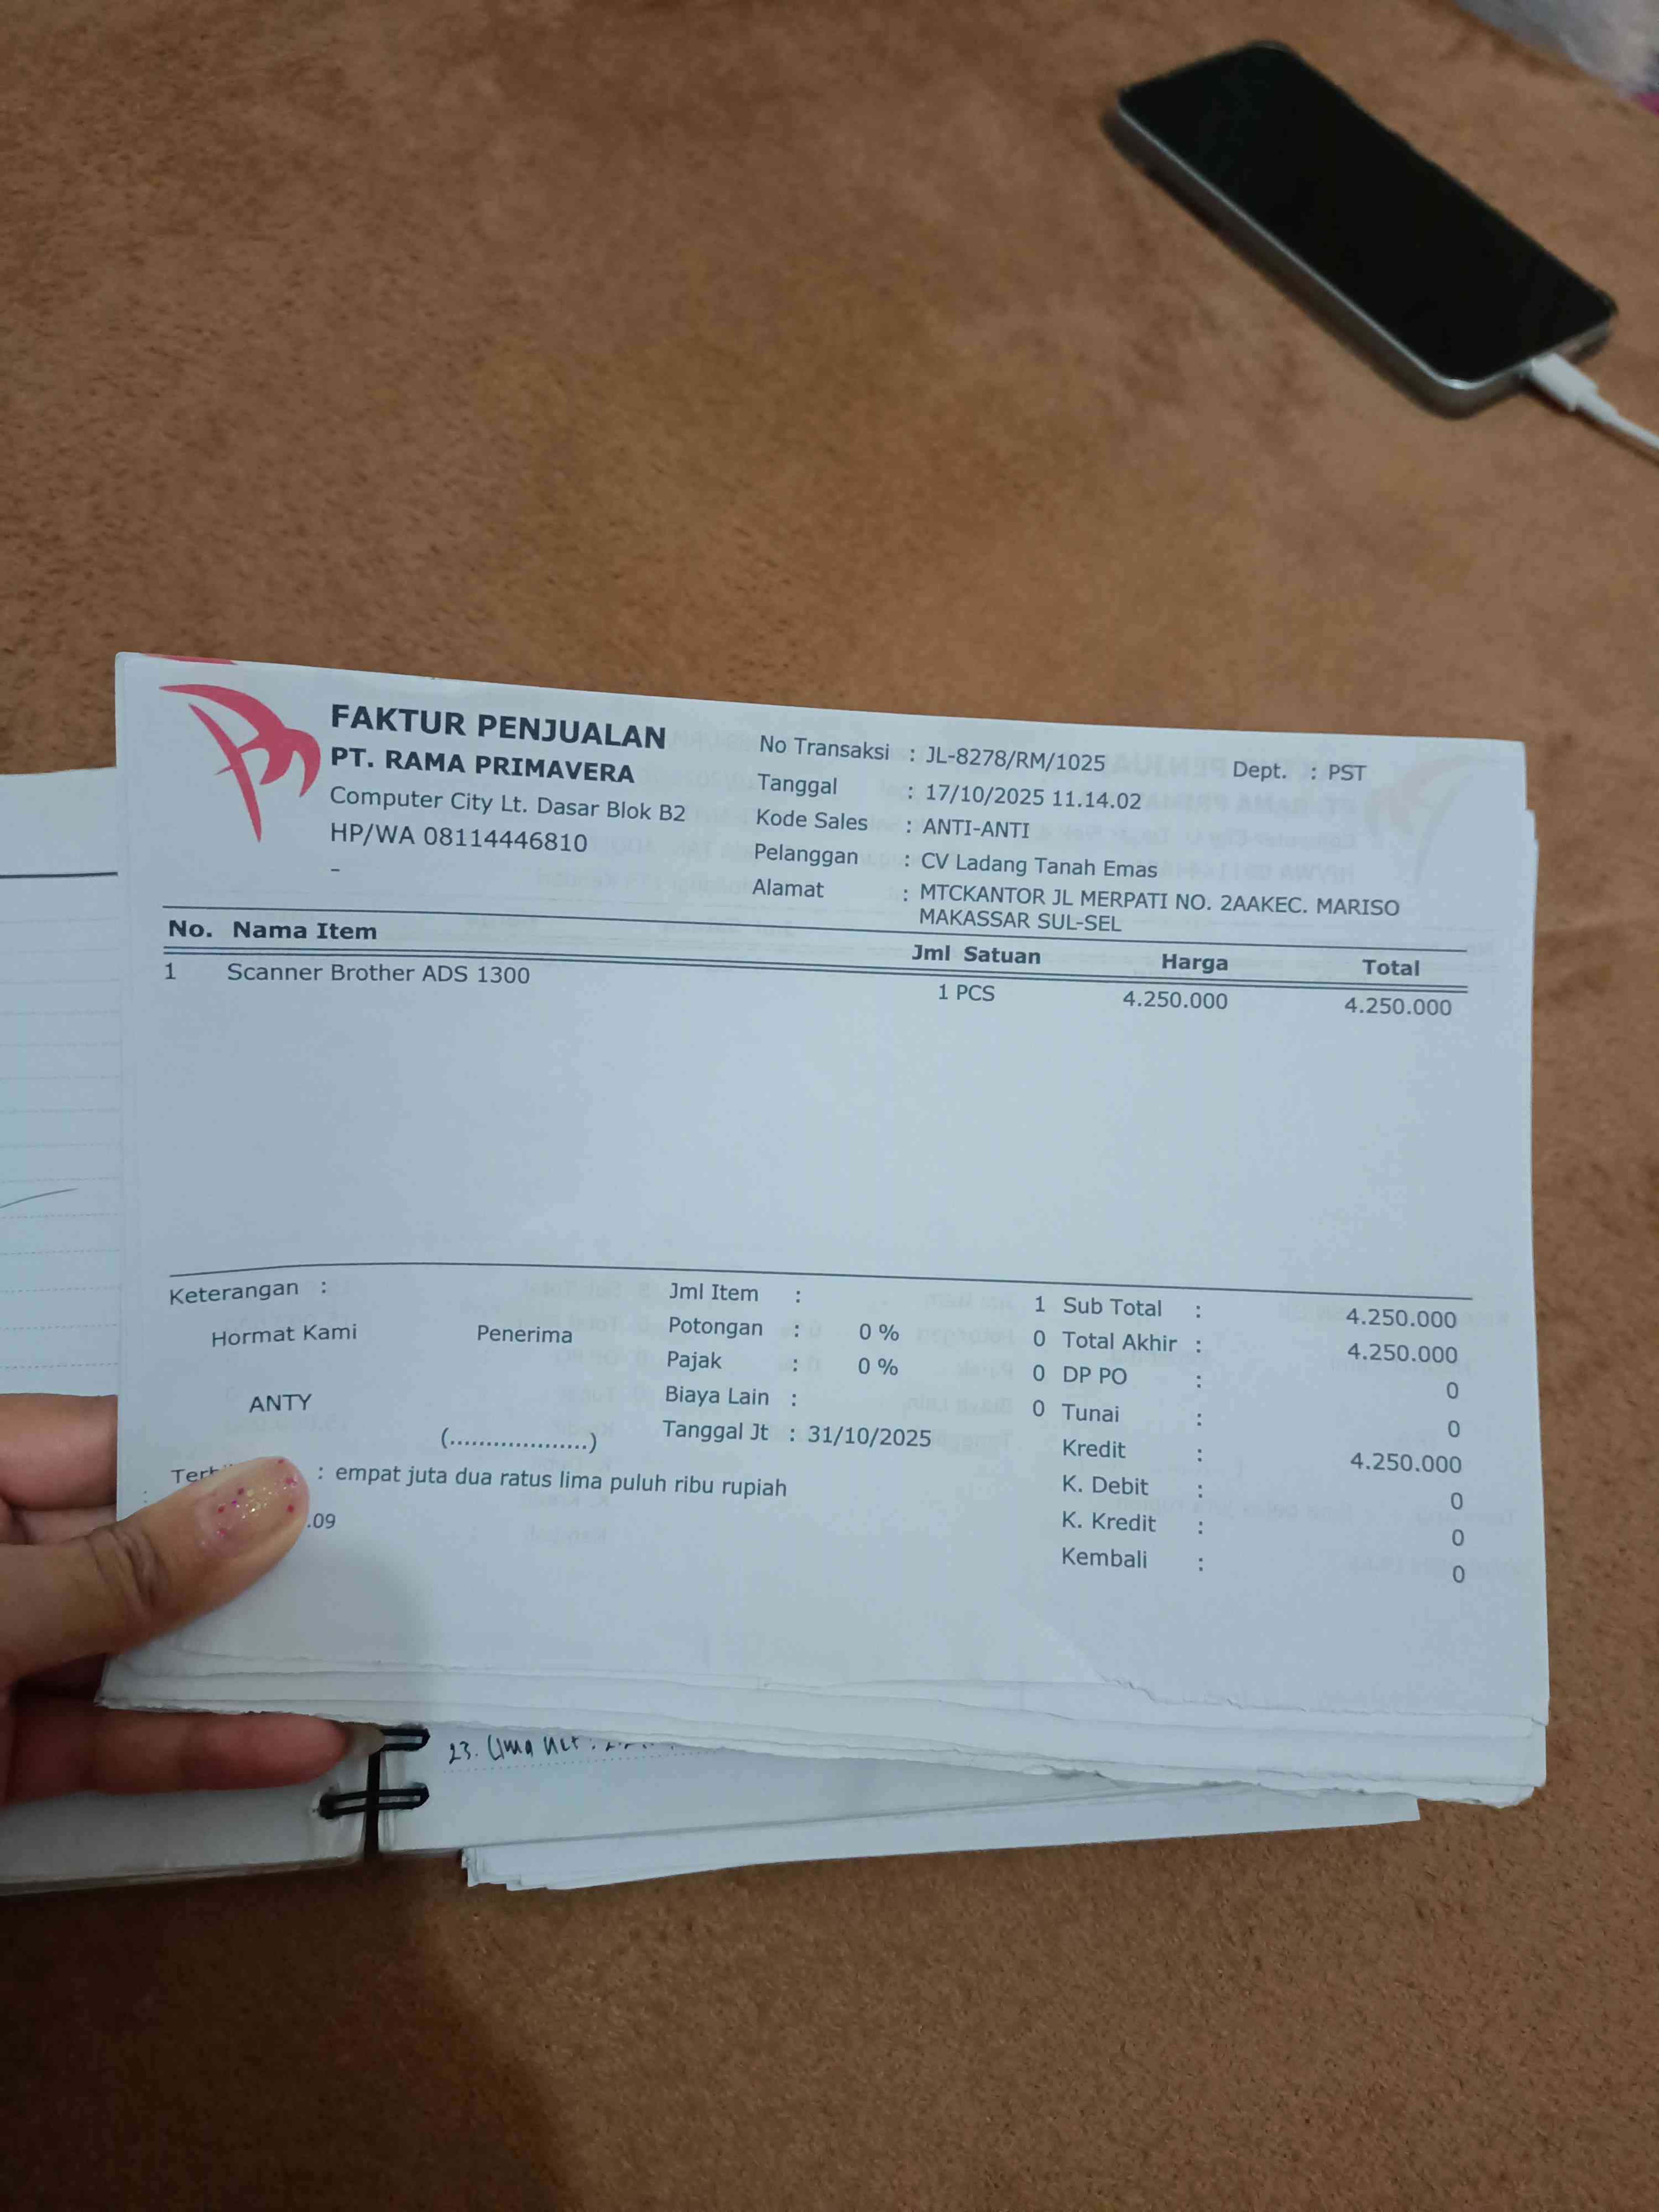 FAKTUR PENJUALAN
PT. RAMA PRIMAVERA
Computer City Lt. Dasar Blok B2
HP/WA 08114446810
-
No Transaksi : JL-8278/RM/1025 Dept. : PST
Tanggal : 17/10/2025 11.14.02
Kode Sales : ANTI-ANTI
Pelanggan : CV Ladang Tanah Emas
Alamat : MTCKANTOR JL MERPATI NO. 2AAKEC. MARISO
MAKASSAR SUL-SEL
No. Nama Item Jml Satuan Harga Total
1 Scanner Brother ADS 1300 1 PCS 4.250.000 4.250.000
Keterangan :
Hormat Kami Penerima
ANTY
(...................)
Jml Item : 1
Potongan : 0 % 0
Pajak : 0 % 0
Biaya Lain : 0
Tanggal Jt : 31/10/2025
Sub Total : 4.250.000
Total Akhir : 4.250.000
DP PO : 0
Tunai : 0
Kredit : 4.250.000
K. Debit : 0
K. Kredit : 0
Kembali : 0
: empat juta dua ratus lima puluh ribu rupiah
.09
23.